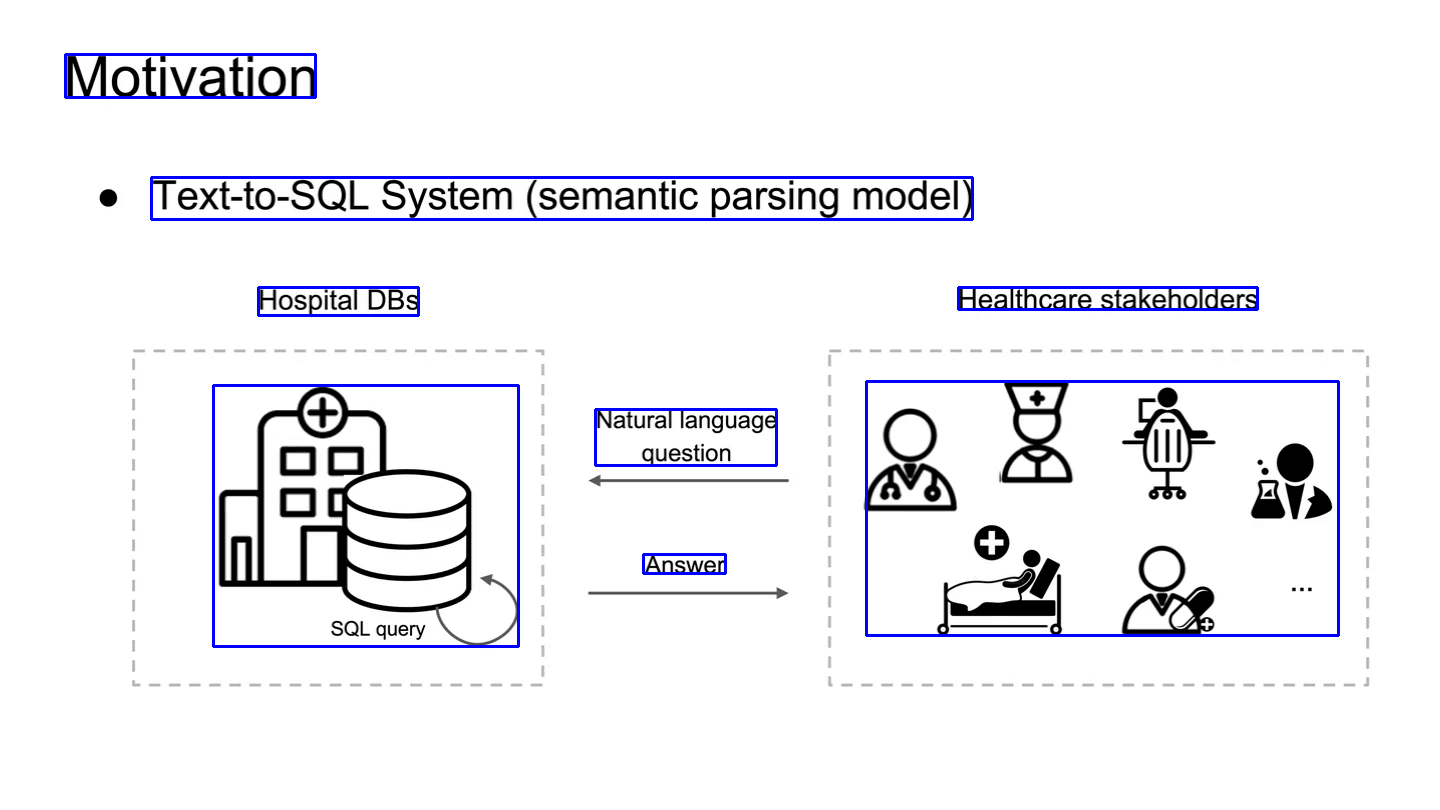 Motivation
● Text-to-SQL System (semantic parsing model)
Hospital DBs
Healthcare stakeholders
Natural language
question
Answer
SQL query
...